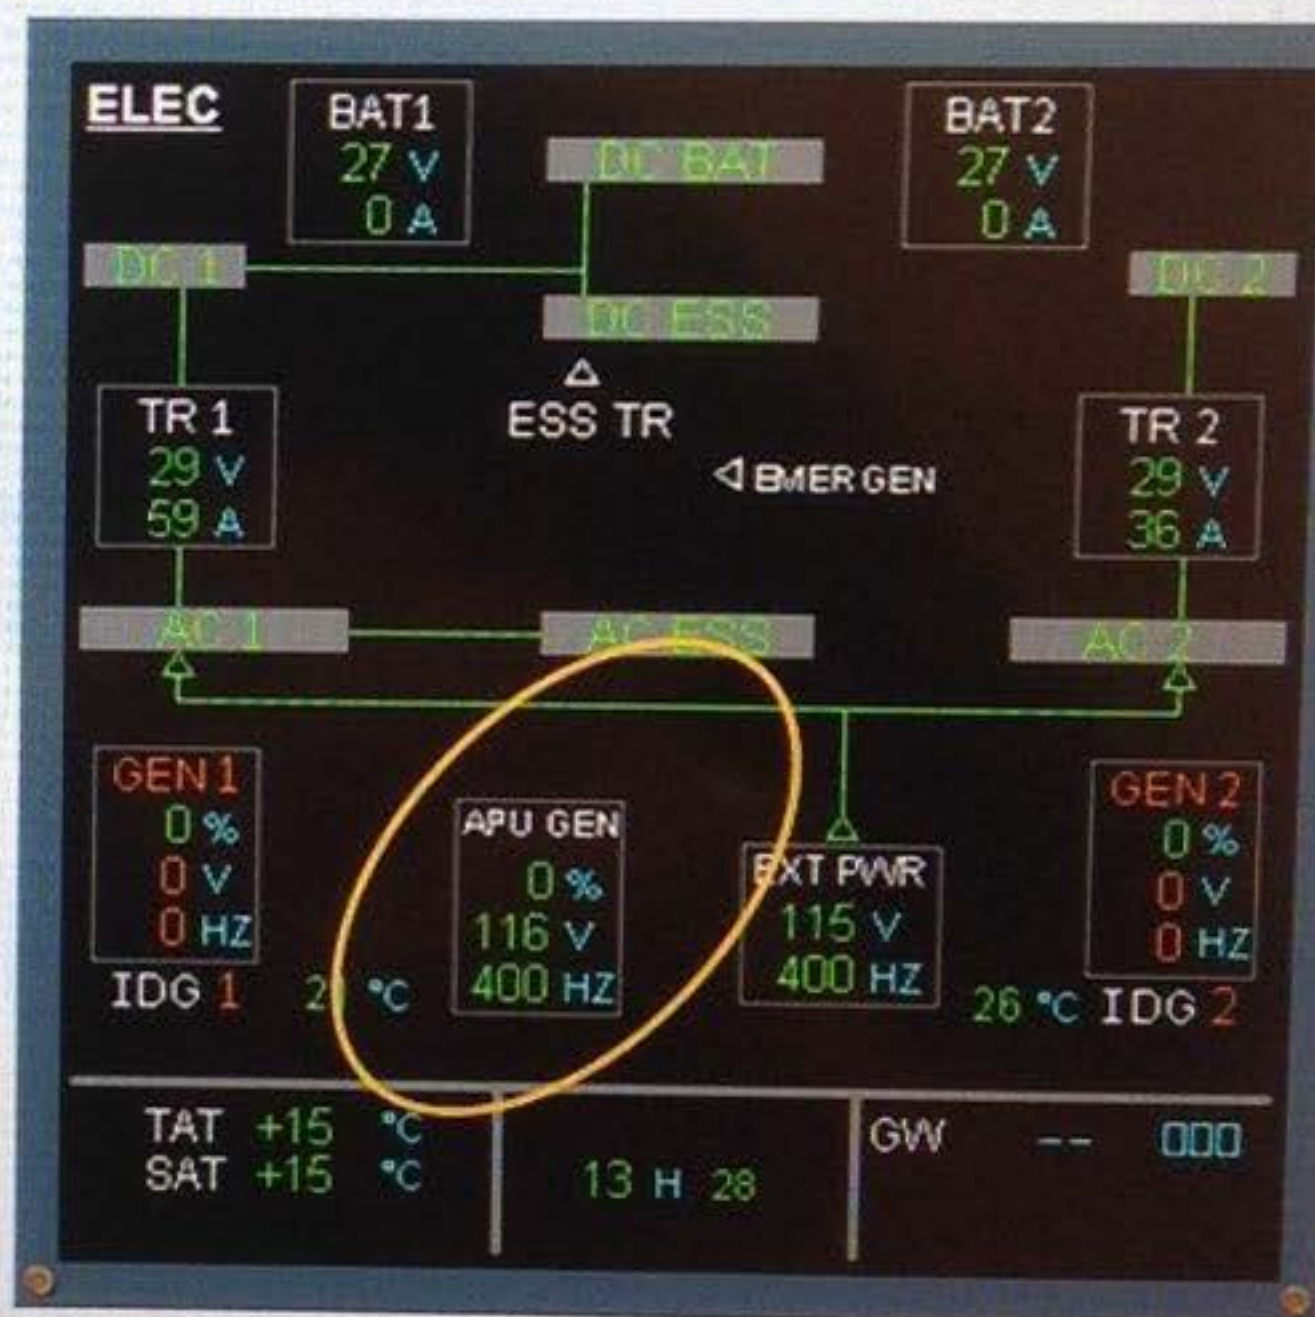 ELEC
BAT1
27 V
0 A
DC BAT
BAT2
27 V
0 A
DC 1
DC 2
DC ESS
ESS TR
TR 1
29 V
59 A
EMER GEN
TR 2
29 V
36 A
AC 1
AC ESS
AC 2
GEN 1
0 %
0 V
0 HZ
IDG 1
°C
APU GEN
0 %
116 V
400 HZ
EXT PWR
115 V
400 HZ
GEN 2
0 %
0 V
0 HZ
26 °C IDG 2
TAT +15 °C
SAT +15 °C
13 H 28
GW -- 000